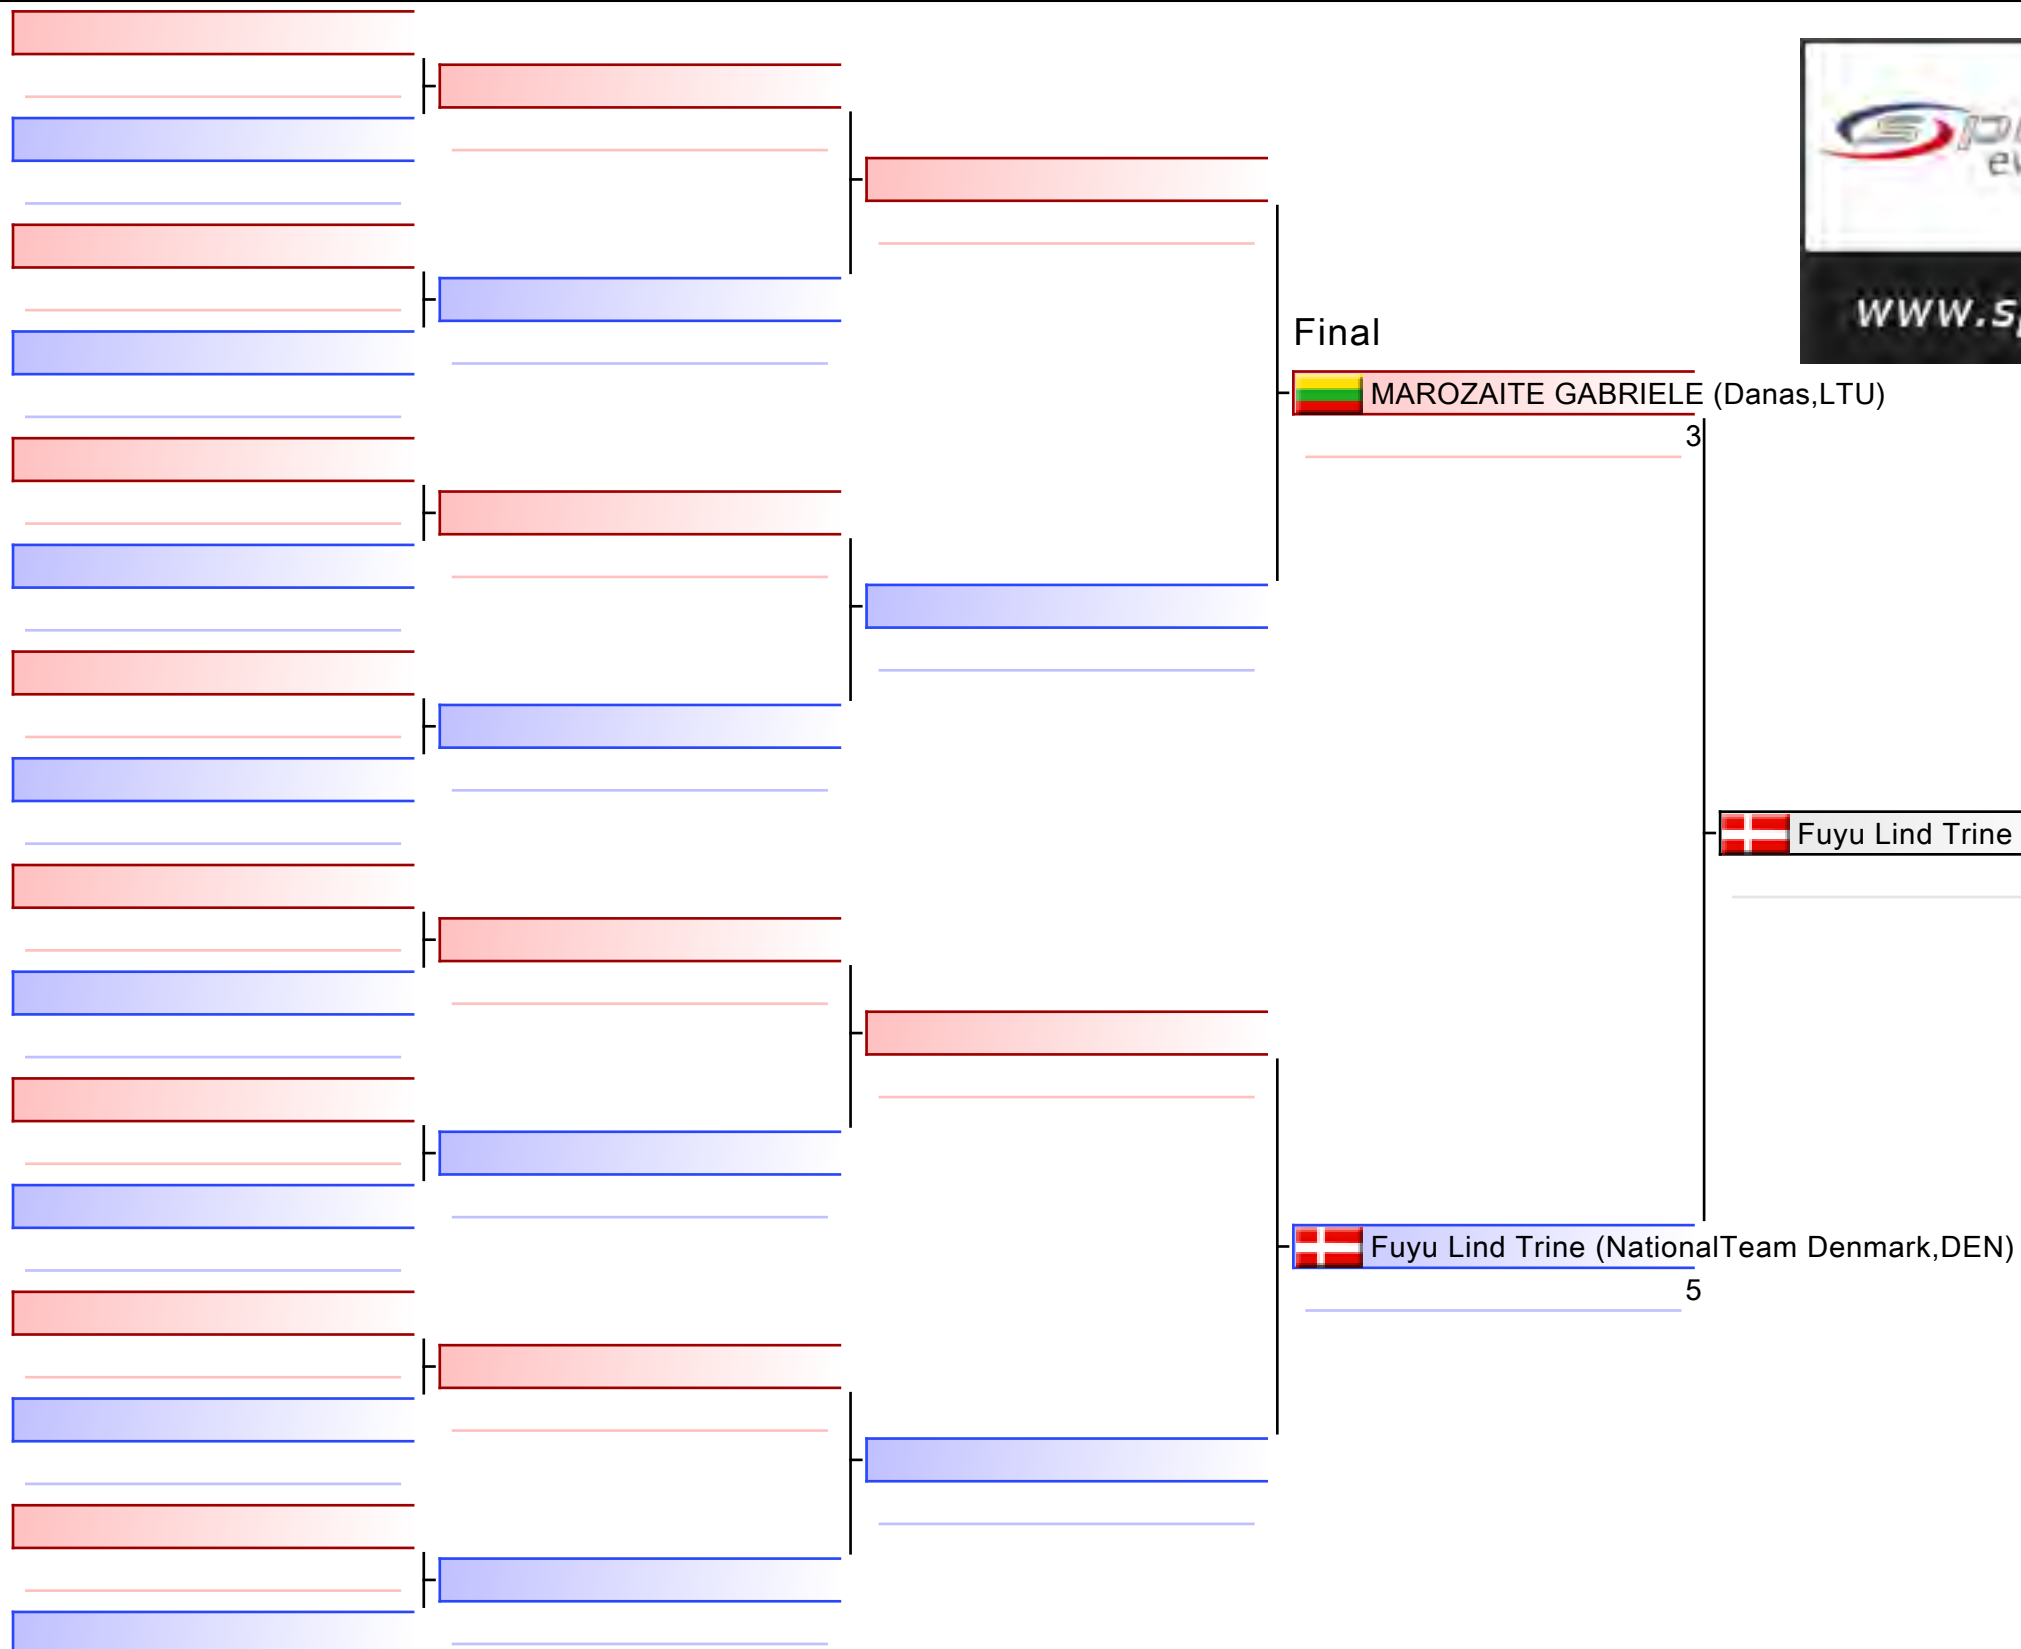 Final
MAROZAITE GABRIELE (Danas,LTU)
3
Fuyu Lind Trine
Fuyu Lind Trine (NationalTeam Denmark,DEN)
5